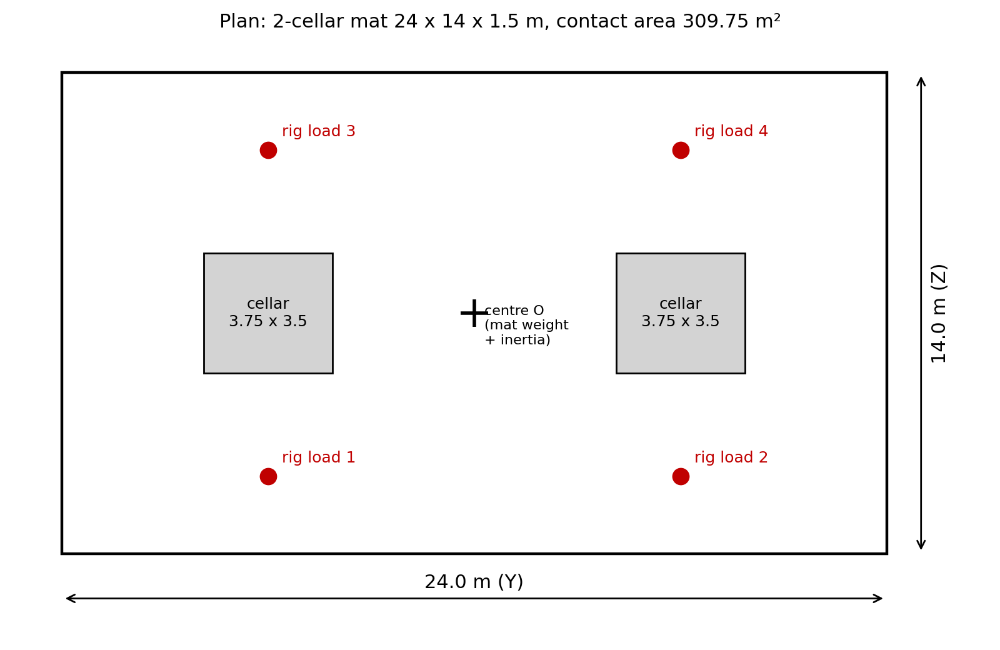 Plan: 2-cellar mat 24 x 14 x 1.5 m, contact area 309.75 m²
rig load 3
rig load 4
cellar
3.75 x 3.5
centre O
(mat weight
+ inertia)
cellar
3.75 x 3.5
14.0 m (Z)
rig load 1
rig load 2
24.0 m (Y)